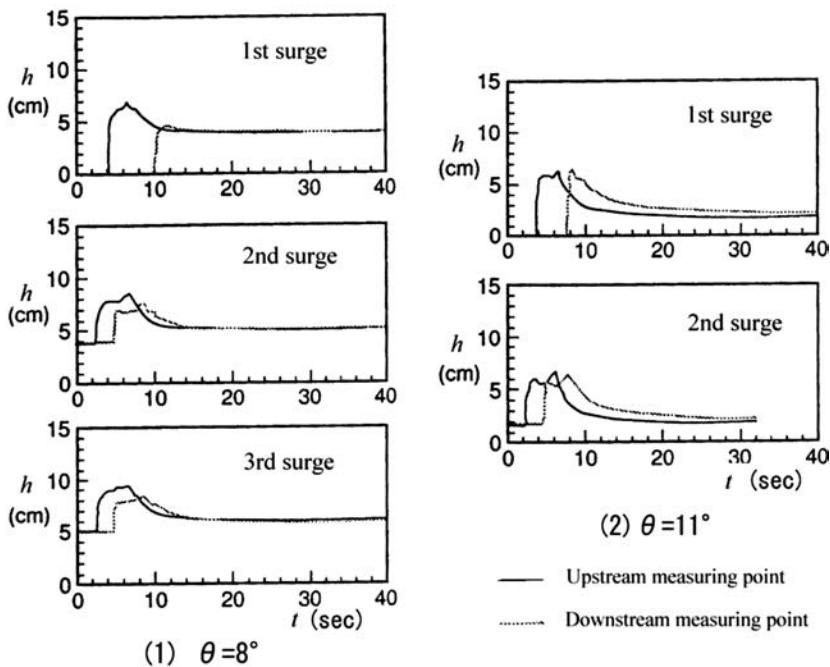 15
1st surge
h 10
(cm) 5
0
0 10 20 30 40
15
2nd surge
h 10
(cm) 5
0
0 10 20 30 40
15
3rd surge
h 10
(cm) 5
0
0 10 20 30 40
t (sec)
(1) θ=8°
15
1st surge
h 10
(cm) 5
0
0 10 20 30 40
15
2nd surge
h 10
(cm) 5
0
0 10 20 30 40
t (sec)
(2) θ=11°
Upstream measuring point
Downstream measuring point